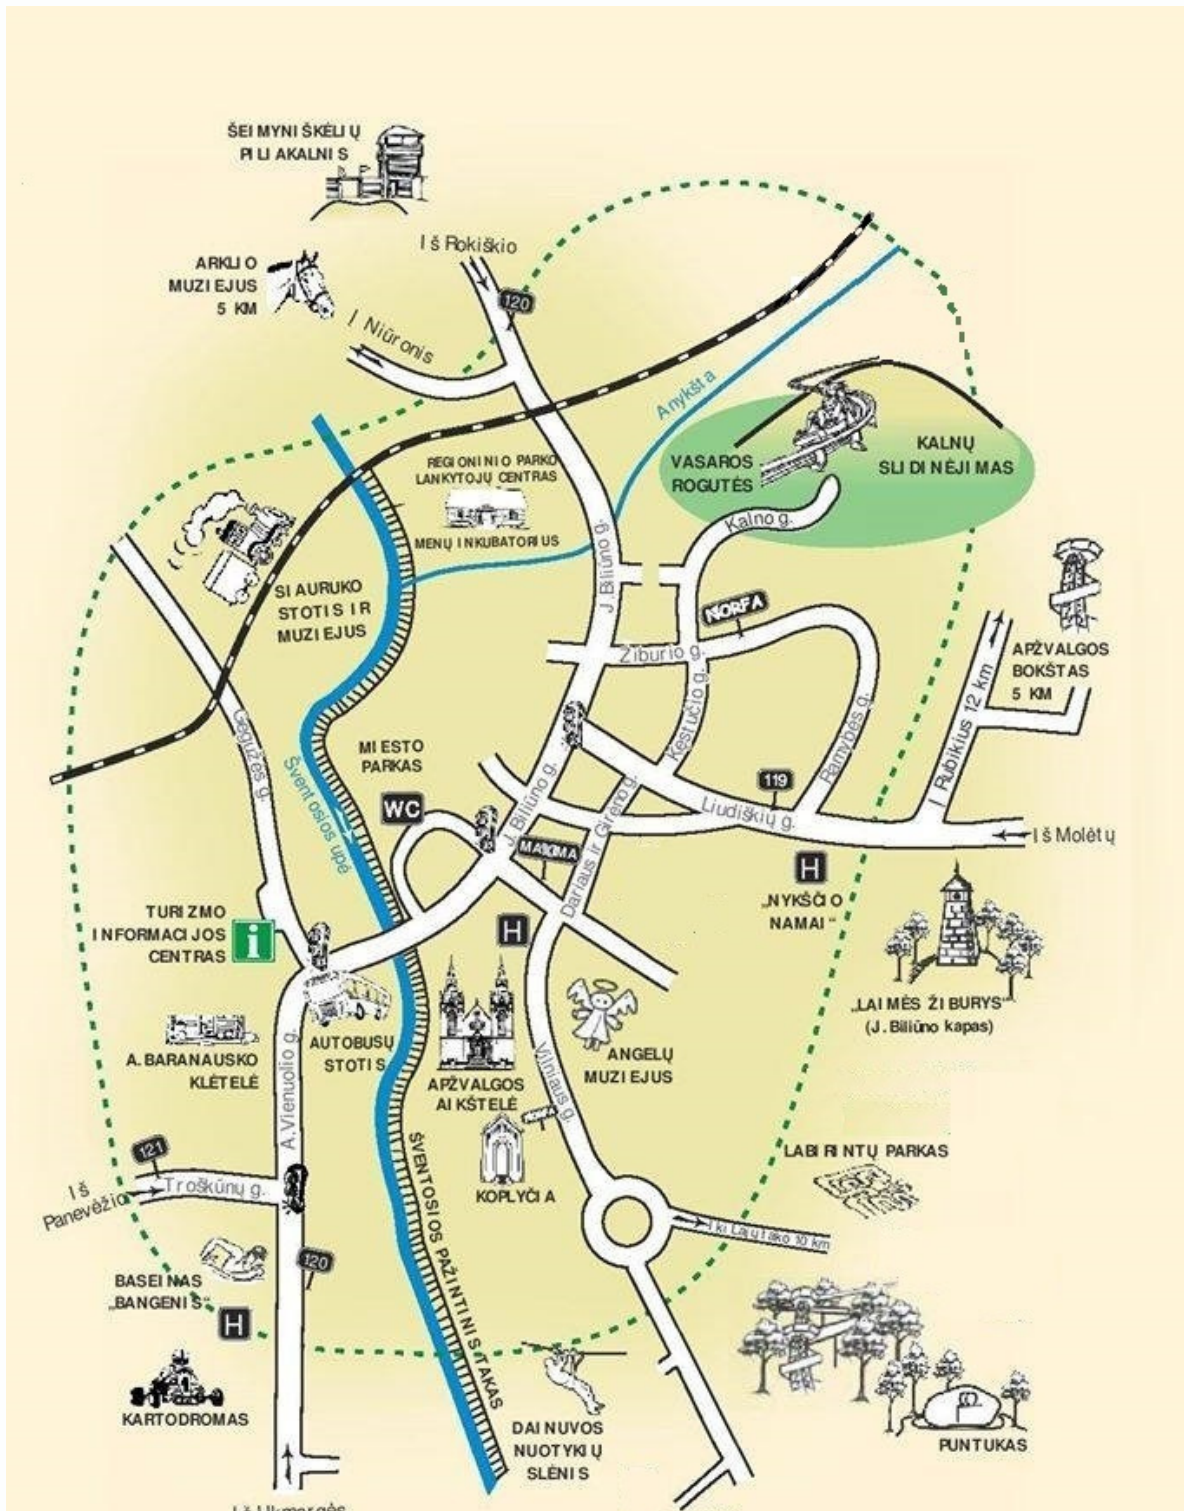 ŠEIMYNIŠKĖLIŲ
PILIAKALNIS
Iš Rokiškio
ARKLIO
MUZIEJUS
5 KM
120
Į Niūronis
Anykšta
KALNŲ
SLIDINĖJIMAS
VASAROS
ROGUTĖS
REGIONINIO PARKO
LANKYTOJŲ CENTRAS
MENŲ INKUBATORIUS
Kalno g.
J. Biliūno g.
SIAURUKO
STOTIS IR
MUZIEJUS
NORFA
Žiburio g.
APŽVALGOS
BOKŠTAS
5 KM
Į Rubikius 12 km
Kęstučio g.
Ramybės g.
Gegužės g.
Šventosios upė
MIESTO
PARKAS
WC
J. Biliūno g.
119
Liudiškių g.
Iš Molėtų
MAXIMA
Dariaus ir Girėno g.
H
„NYKŠČIO
NAMAI“
TURIZMO
INFORMACIJOS
CENTRAS
i
H
„LAIMĖS ŽIBURYS“
(J. Biliūno kapas)
A. BARANAUSKO
KLĖTELĖ
AUTOBUSŲ
STOTIS
APŽVALGOS
AIKŠTELĖ
ANGELŲ
MUZIEJUS
A. Vienuolio g.
Vilniaus g.
NORFA
KOPLYČIA
LABIRINTŲ PARKAS
121
Troškūnų g.
Iš
Panevėžio
Iki Lajų tako 10 km
ŠVENTOSIOS PAŽINTINIS TAKAS
120
BASEINAS
„BANGENIS“
H
KARTODROMAS
DAINUVOS
NUOTYKIŲ
SLĖNIS
PUNTUKAS
Iš Ukmergės